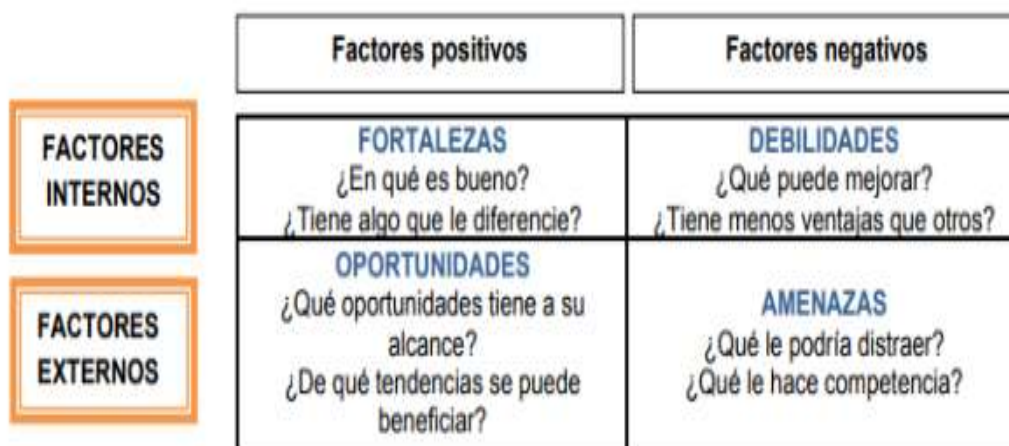 Factores positivos
Factores negativos
FACTORES
INTERNOS
FORTALEZAS
¿En qué es bueno?
¿Tiene algo que le diferencie?
DEBILIDADES
¿Qué puede mejorar?
¿Tiene menos ventajas que otros?
FACTORES
EXTERNOS
OPORTUNIDADES
¿Qué oportunidades tiene a su
alcance?
¿De qué tendencias se puede
beneficiar?
AMENAZAS
¿Qué le podría distraer?
¿Qué le hace competencia?